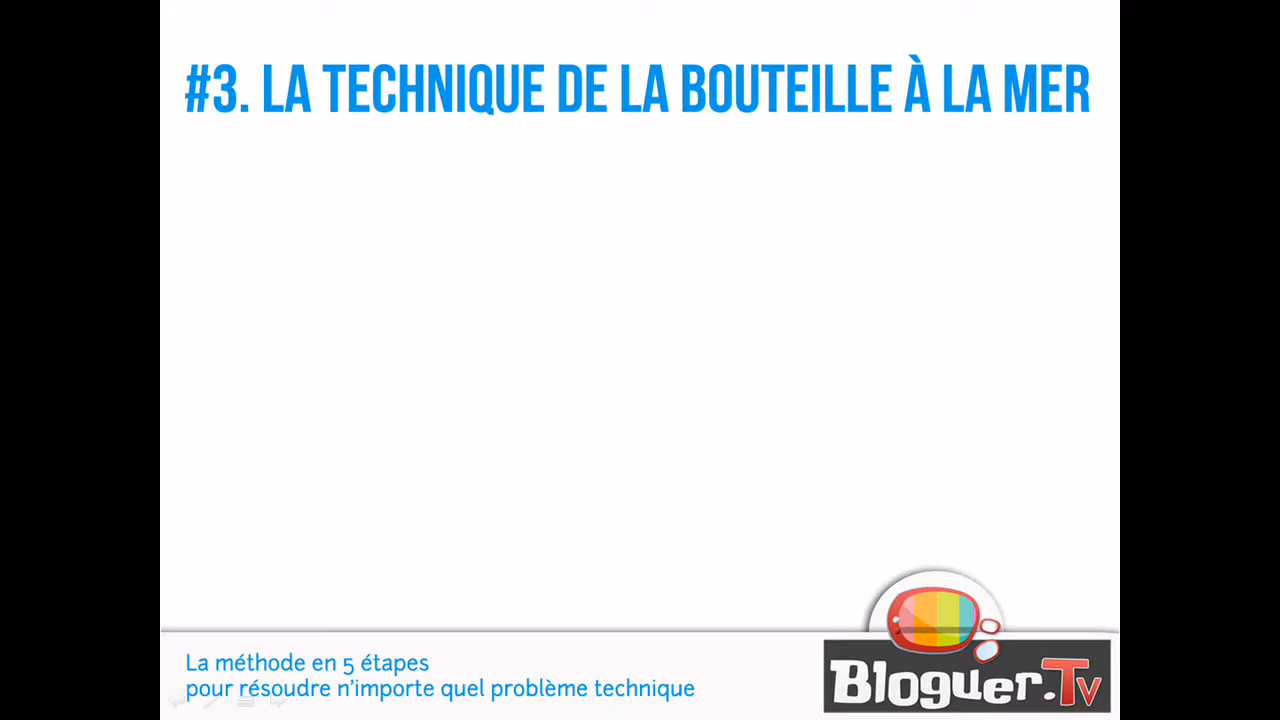 #3. LA TECHNIQUE DE LA BOUTEILLE À LA MER
La méthode en 5 étapes
pour résoudre n'importe quel problème technique
Bloguer.Tv